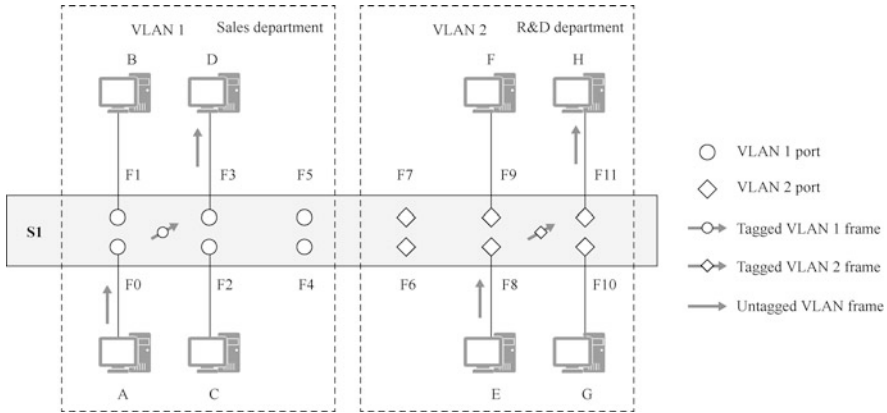 VLAN 1 Sales department
VLAN 2 R&D department
B D F H
F1 F3 F5 F7 F9 F11
S1
F0 F2 F4 F6 F8 F10
A C E G
VLAN 1 port
VLAN 2 port
Tagged VLAN 1 frame
Tagged VLAN 2 frame
Untagged VLAN frame